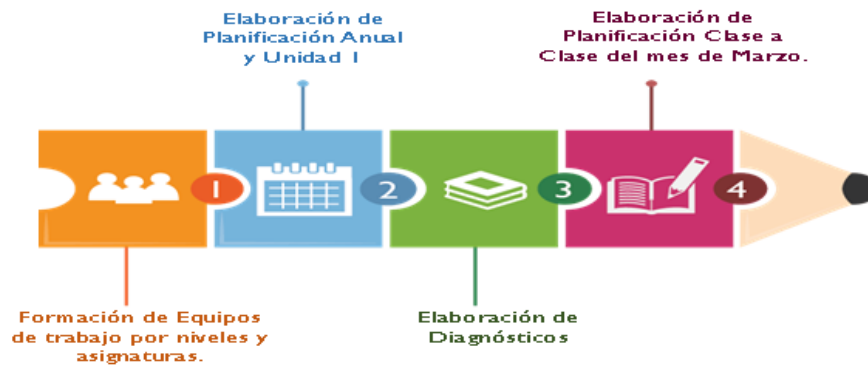 Elaboración de
Planificación Anual
y Unidad 1
Elaboración de
Planificación Clase a
Clase del mes de Marzo.
1
2
3
4
Formación de Equipos
de trabajo por niveles y
asignaturas.
Elaboración de
Diagnósticos